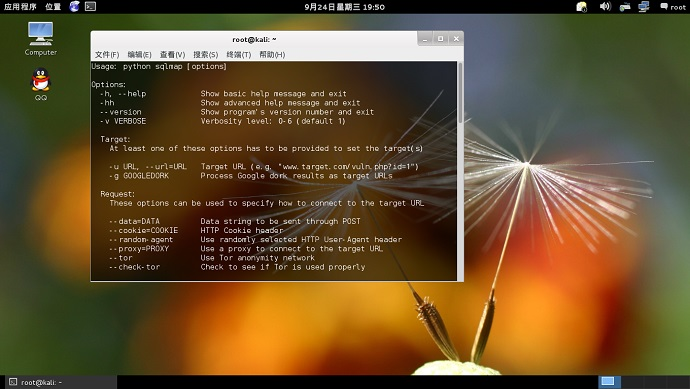 应用程序 位置
9月24日星期三 19:50
root
Computer
QQ
root@kali: ~
文件(F) 编辑(E) 查看(V) 搜索(S) 终端(T) 帮助(H)
Usage: python sqlmap [options]
Options:
-h, --help Show basic help message and exit
-hh Show advanced help message and exit
--version Show program's version number and exit
-v VERBOSE Verbosity level: 0-6 (default 1)
Target:
At least one of these options has to be provided to set the target(s)
-u URL, --url=URL Target URL (e.g. "www.target.com/vuln.php?id=1")
-g GOOGLEDORK Process Google dork results as target URLs
Request:
These options can be used to specify how to connect to the target URL
--data=DATA Data string to be sent through POST
--cookie=COOKIE HTTP Cookie header
--random-agent Use randomly selected HTTP User-Agent header
--proxy=PROXY Use a proxy to connect to the target URL
--tor Use Tor anonymity network
--check-tor Check to see if Tor is used properly
root@kali: ~